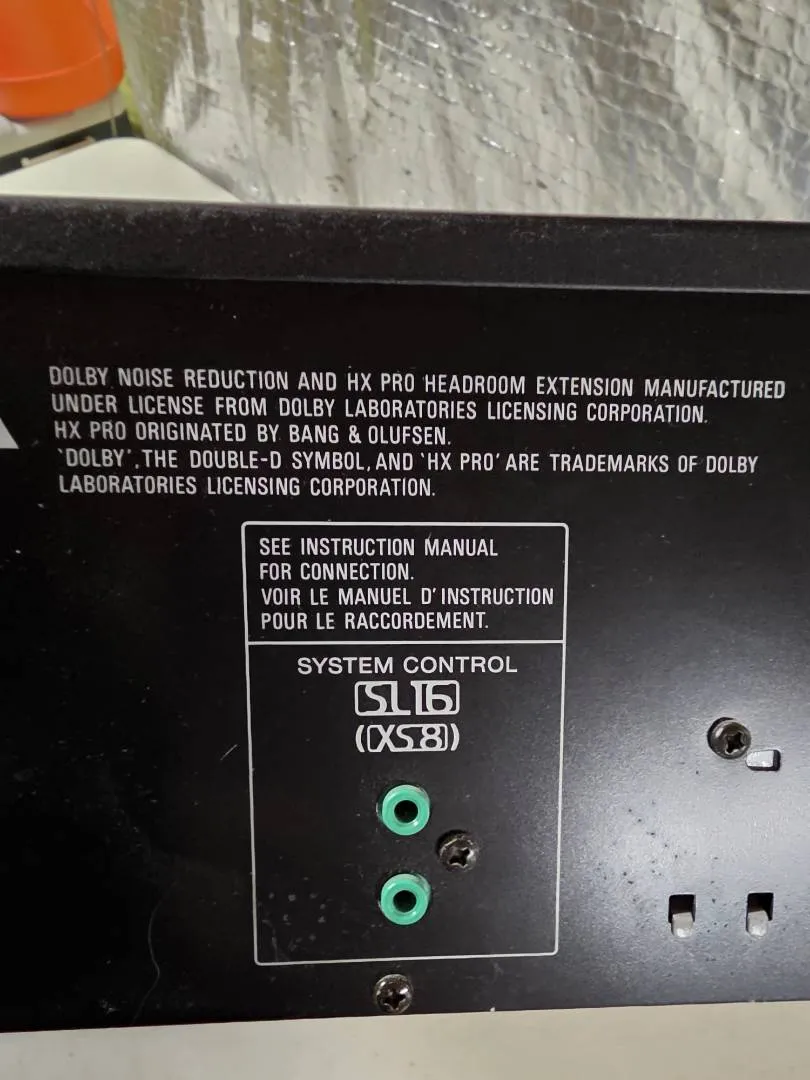 DOLBY NOISE REDUCTION AND HX PRO HEADROOM EXTENSION MANUFACTURED
UNDER LICENSE FROM DOLBY LABORATORIES LICENSING CORPORATION.
HX PRO ORIGINATED BY BANG & OLUFSEN.
'DOLBY', THE DOUBLE-D SYMBOL, AND 'HX PRO' ARE TRADEMARKS OF DOLBY
LABORATORIES LICENSING CORPORATION.
SEE INSTRUCTION MANUAL
FOR CONNECTION.
VOIR LE MANUEL D'INSTRUCTION
POUR LE RACCORDEMENT.
SYSTEM CONTROL
SL16
(XS8)